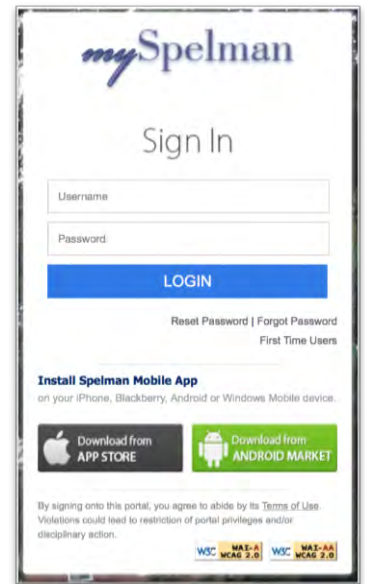 mySpelman
Sign In
Username
Password
LOGIN
Reset Password | Forgot Password
First Time Users
Install Spelman Mobile App
on your iPhone, Blackberry, Android or Windows Mobile device.
Download from
APP STORE
Download from
ANDROID MARKET
By signing onto this portal, you agree to abide by its Terms of Use.
Violations could lead to restriction of portal privileges and/or
disciplinary action.
W3C WAI-A WCAG 2.0 W3C WAI-AA WCAG 2.0